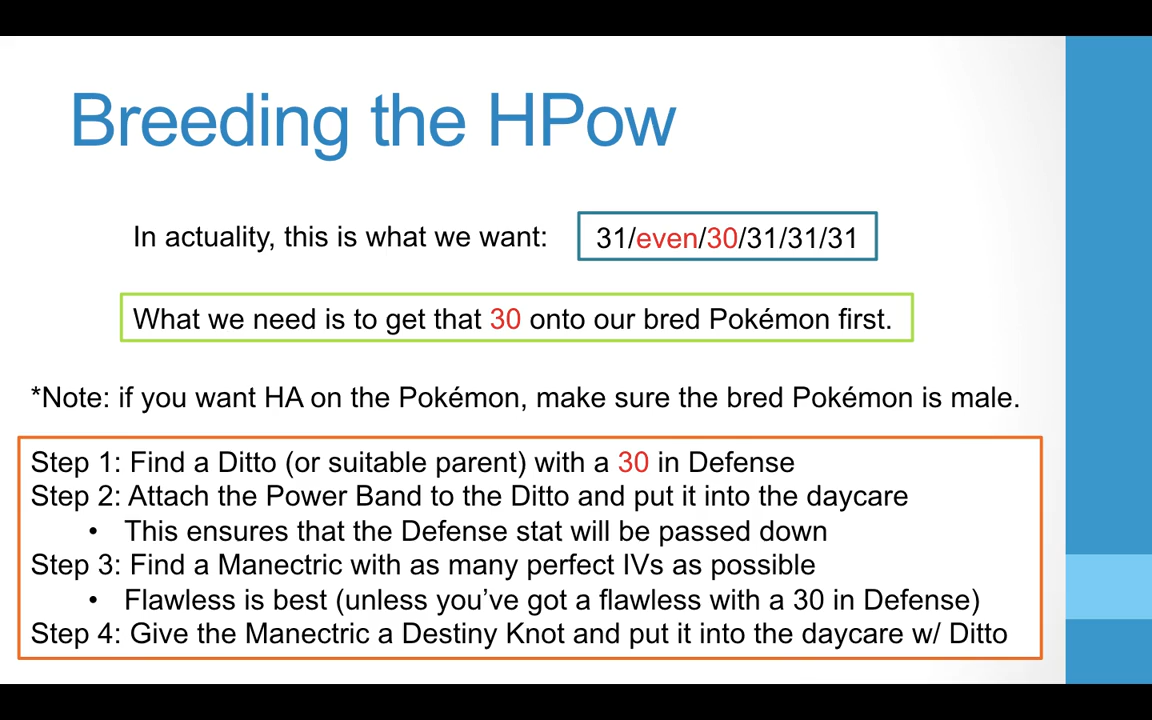 Breeding the HPow
In actuality, this is what we want: 31/even/30/31/31/31
What we need is to get that 30 onto our bred Pokémon first.
*Note: if you want HA on the Pokémon, make sure the bred Pokémon is male.
Step 1: Find a Ditto (or suitable parent) with a 30 in Defense
Step 2: Attach the Power Band to the Ditto and put it into the daycare
• This ensures that the Defense stat will be passed down
Step 3: Find a Manectric with as many perfect IVs as possible
• Flawless is best (unless you've got a flawless with a 30 in Defense)
Step 4: Give the Manectric a Destiny Knot and put it into the daycare w/ Ditto